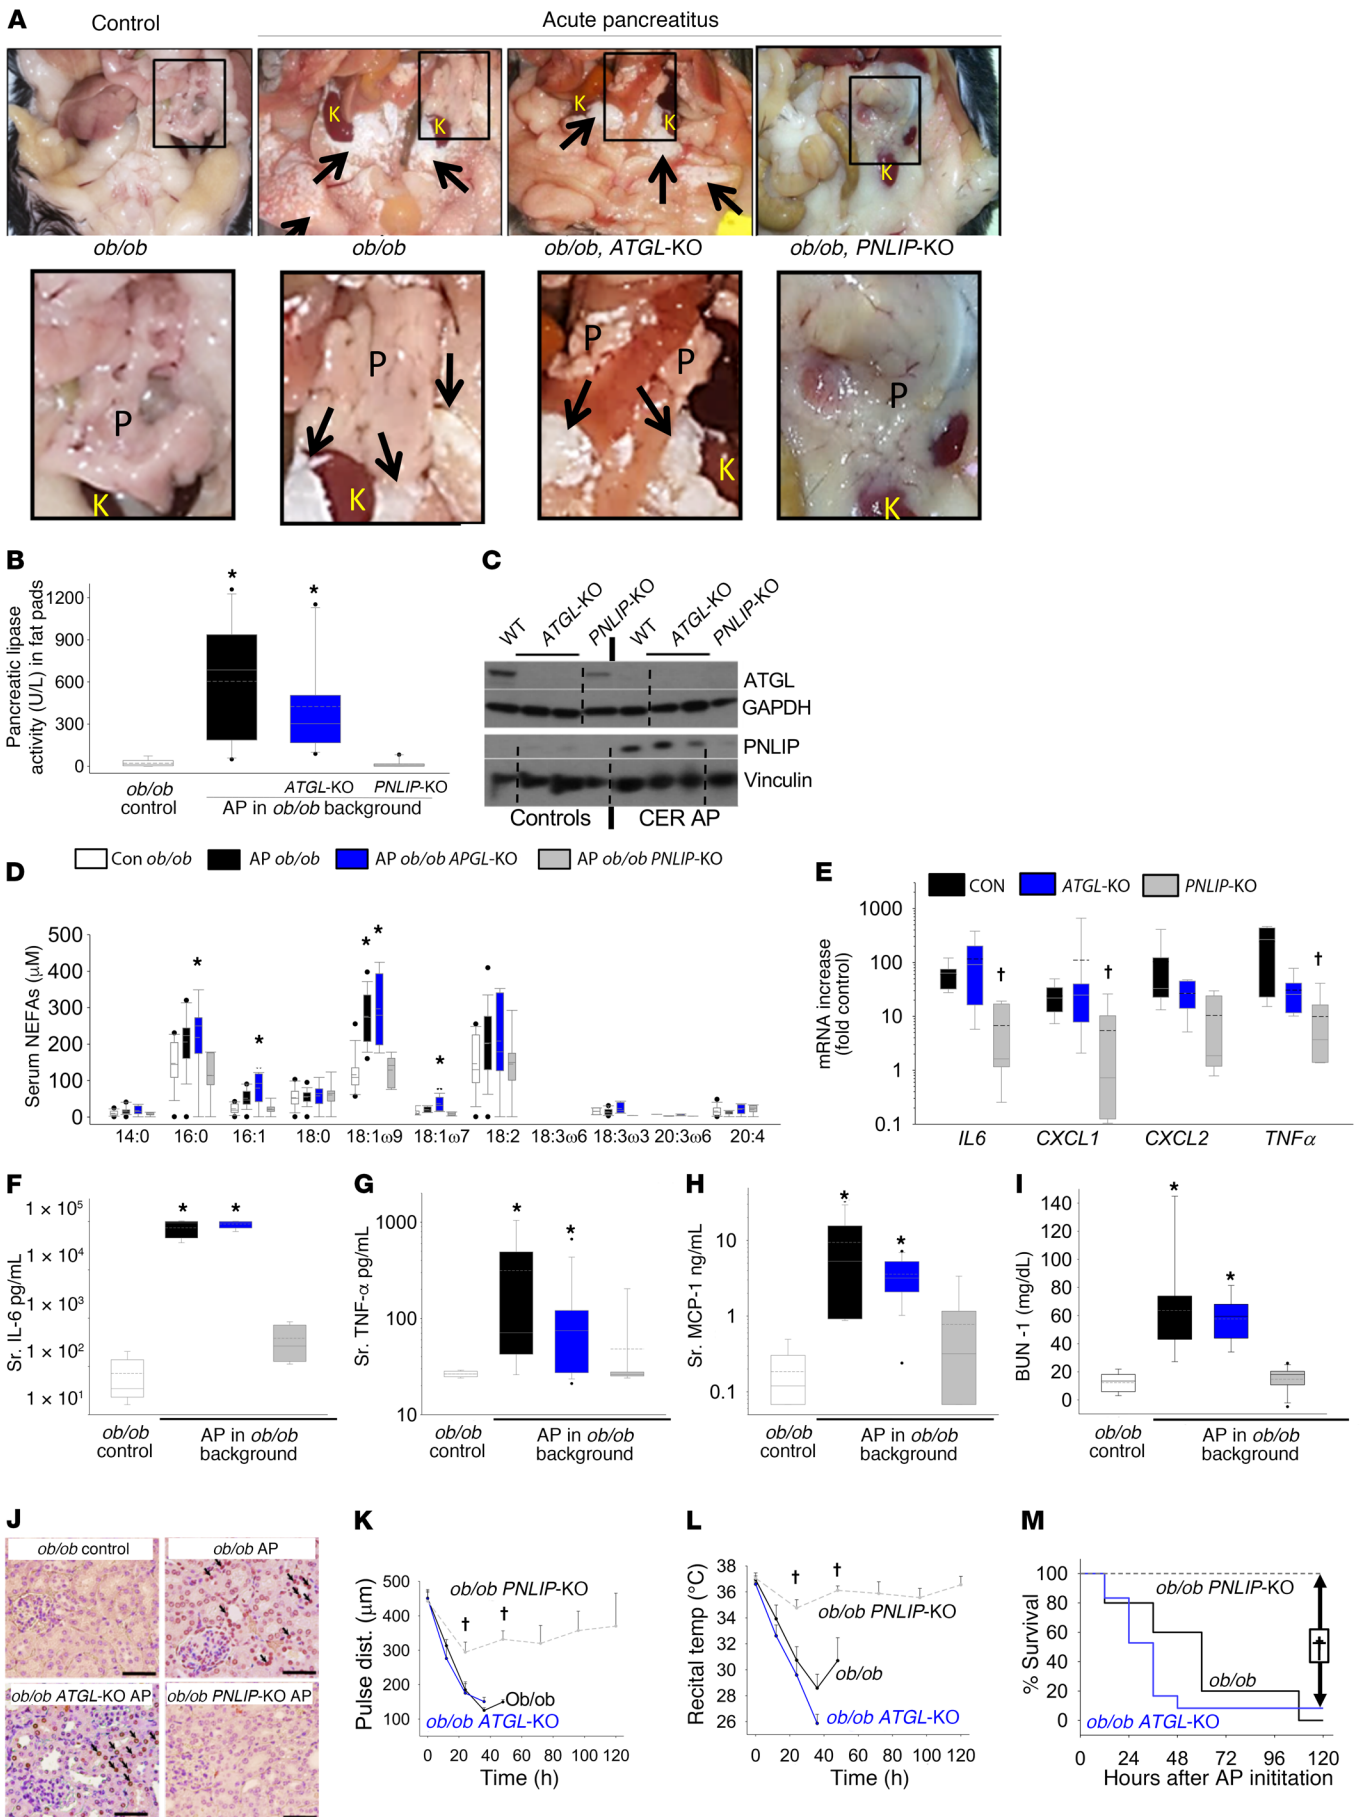 A
Control
Acute pancreatitus
K
K
K
K
K
ob/ob
ob/ob
ob/ob, ATGL-KO
ob/ob, PNLIP-KO
P
K
P
K
P
P
K
P
K
B
Pancreatic lipase
activity (U/L) in fat pads
1200
900
600
300
0
*
*
ob/ob
control
ATGL-KO
PNLIP-KO
AP in ob/ob background
C
WT
ATGL-KO
PNLIP-KO
WT
ATGL-KO
PNLIP-KO
ATGL
GAPDH
PNLIP
Vinculin
Controls
CER AP
Con ob/ob
AP ob/ob
AP ob/ob APGL-KO
AP ob/ob PNLIP-KO
D
Serum NEFAs (μM)
500
400
300
200
100
0
*
*
*
*
*
14:0
16:0
16:1
18:0
18:1ω9
18:1ω7
18:2
18:3ω6
18:3ω3
20:3ω6
20:4
E
CON
ATGL-KO
PNLIP-KO
mRNA increase
(fold control)
1000
100
10
1
0.1
†
†
†
IL6
CXCL1
CXCL2
TNFα
F
Sr. IL-6 pg/mL
1 × 10⁵
1 × 10⁴
1 × 10³
1 × 10²
1 × 10¹
*
*
ob/ob
control
AP in ob/ob
background
G
Sr. TNF-α pg/mL
1000
100
10
*
*
ob/ob
control
AP in ob/ob
background
H
Sr. MCP-1 ng/mL
10
1
0.1
*
*
ob/ob
control
AP in ob/ob
background
I
BUN -1 (mg/dL)
140
120
100
80
60
40
20
0
*
*
ob/ob
control
AP in ob/ob
background
J
ob/ob control
ob/ob AP
ob/ob ATGL-KO AP
ob/ob PNLIP-KO AP
K
Pulse dist. (μm)
500
400
300
200
100
ob/ob PNLIP-KO
†
†
Ob/ob
ob/ob ATGL-KO
0 20 40 60 80 100 120
Time (h)
L
Recital temp (°C)
38
36
34
32
30
28
26
†
†
ob/ob PNLIP-KO
ob/ob
ob/ob ATGL-KO
0 20 40 60 80 100 120
Time (h)
M
% Survival
100
80
60
40
20
0
ob/ob PNLIP-KO
†
ob/ob
ob/ob ATGL-KO
0 24 48 72 96 120
Hours after AP inititation